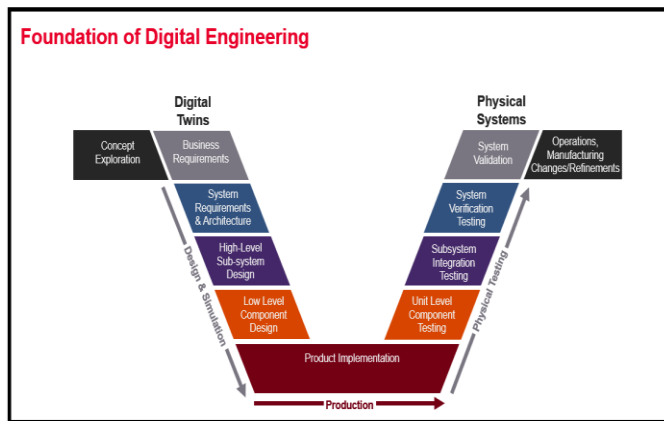 Foundation of Digital Engineering
Digital
Twins
Physical
Systems
Concept
Exploration
Business
Requirements
System
Validation
Operations,
Manufacturing
Changes/Refinements
System
Requirements
& Architecture
System
Verification
Testing
High-Level
Sub-system
Design
Subsystem
Integration
Testing
Low Level
Component
Design
Unit Level
Component
Testing
Design & Simulation
Physical Testing
Product Implementation
Production